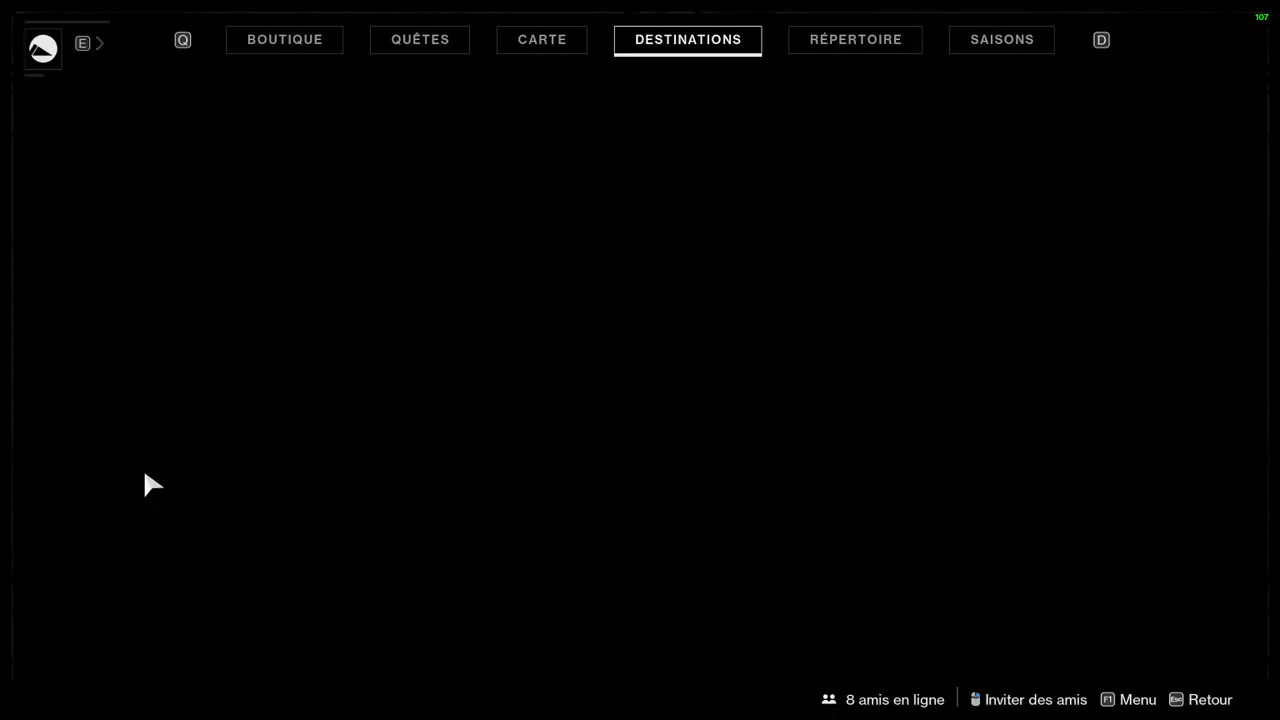 107
E
Q
BOUTIQUE
QUÊTES
CARTE
DESTINATIONS
RÉPERTOIRE
SAISONS
D
8 amis en ligne
Inviter des amis
F1 Menu
Esc Retour